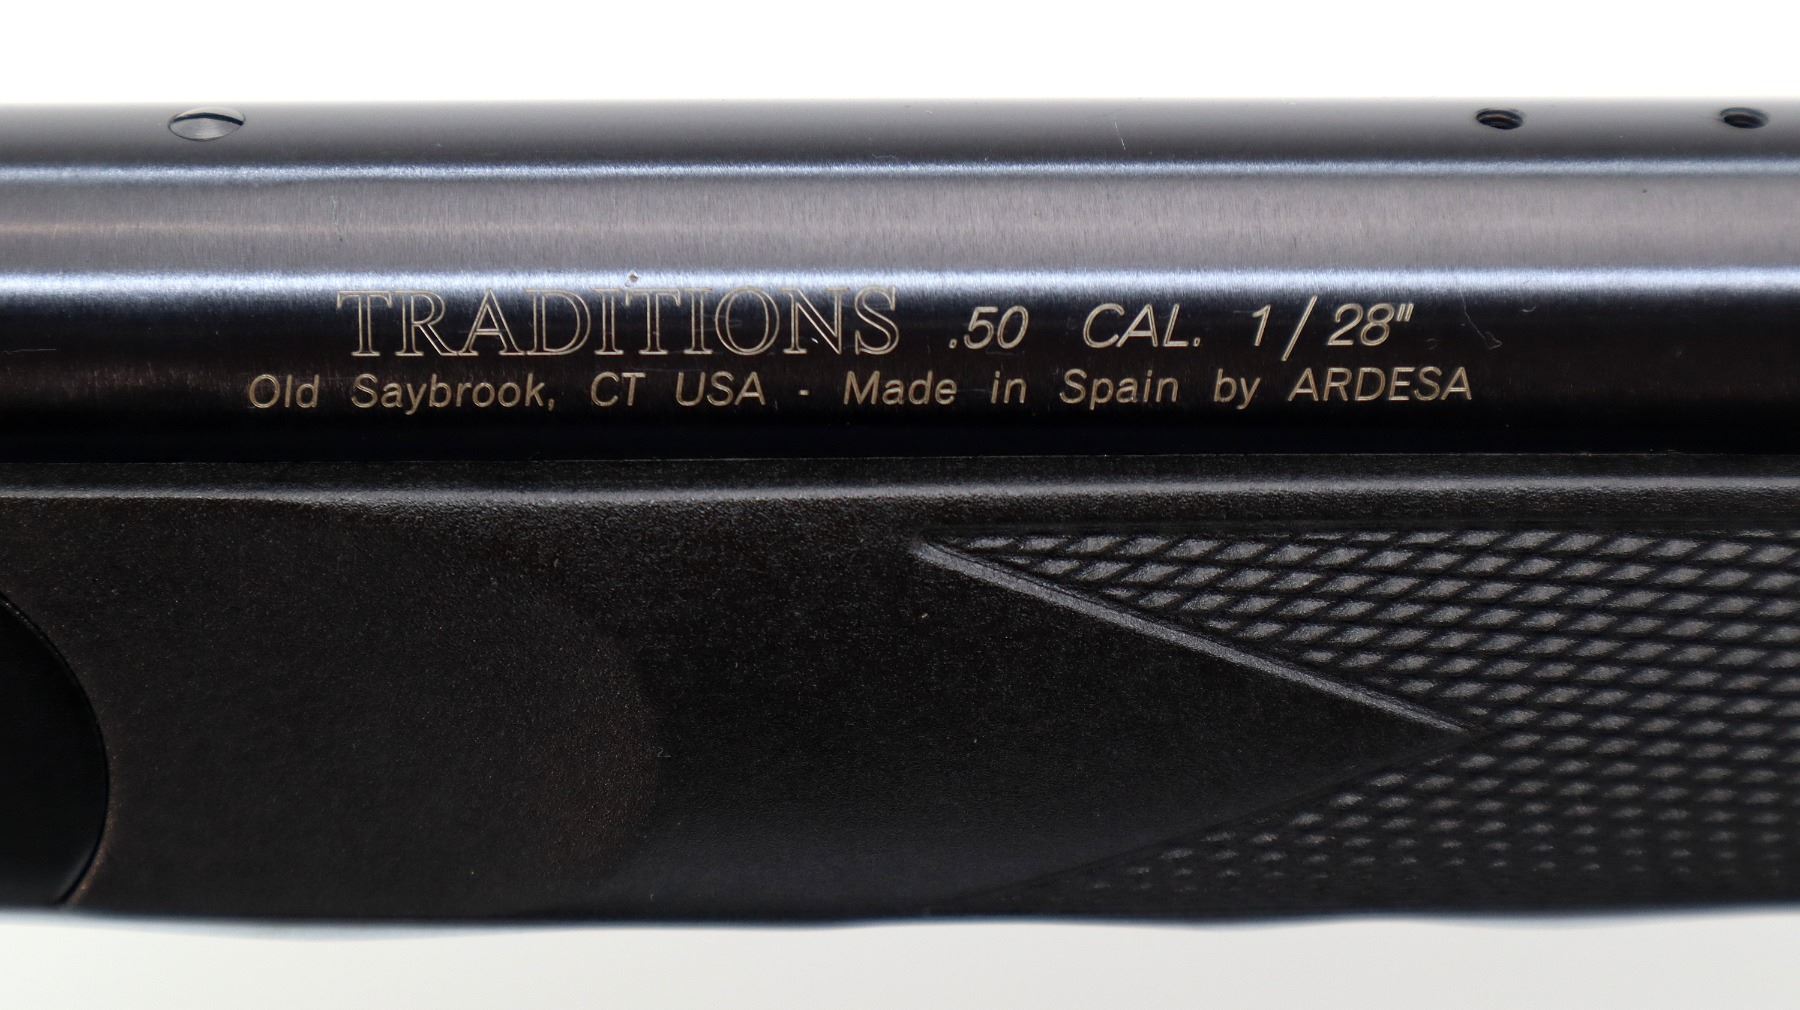 TRADITIONS .50 CAL. 1/28"
Old Saybrook, CT USA - Made in Spain by ARDESA